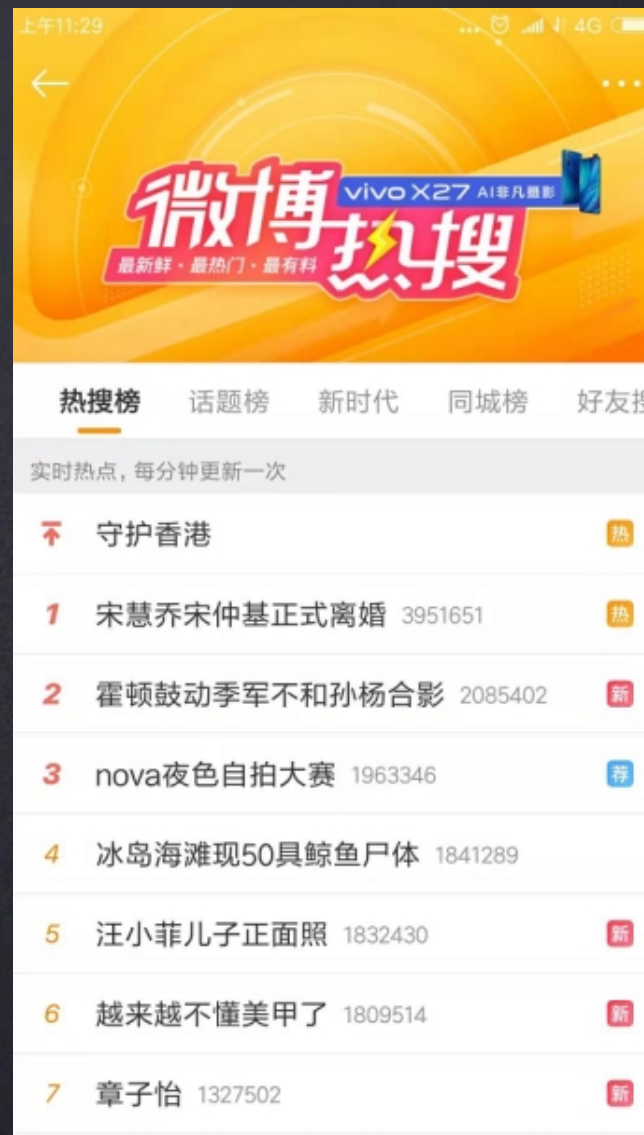 上午11:29
... 4G
微博
vivo X27 AI非凡摄影
热搜
最新鲜·最热门·最有料
热搜榜 话题榜 新时代 同城榜 好友搜
实时热点，每分钟更新一次
守护香港 热
1 宋慧乔宋仲基正式离婚 3951651 热
2 霍顿鼓动季军不和孙杨合影 2085402 新
3 nova夜色自拍大赛 1963346 荐
4 冰岛海滩现50具鲸鱼尸体 1841289
5 汪小菲儿子正面照 1832430 新
6 越来越不懂美甲了 1809514 新
7 章子怡 1327502 新